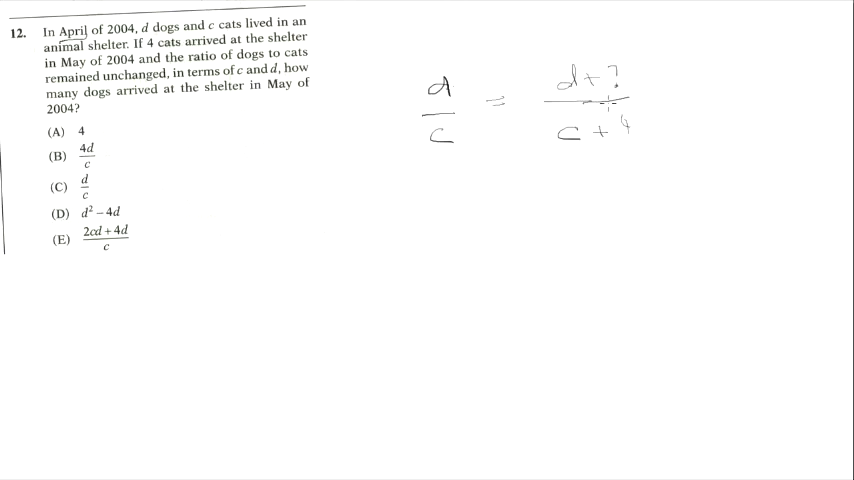 12. In April of 2004, d dogs and c cats lived in an
animal shelter. If 4 cats arrived at the shelter
in May of 2004 and the ratio of dogs to cats
remained unchanged, in terms of c and d, how
many dogs arrived at the shelter in May of
2004?
(A) 4
(B) 4d/c
(C) d/c
(D) d² – 4d
(E) 2cd + 4d/c
d/c = d+?/c+4